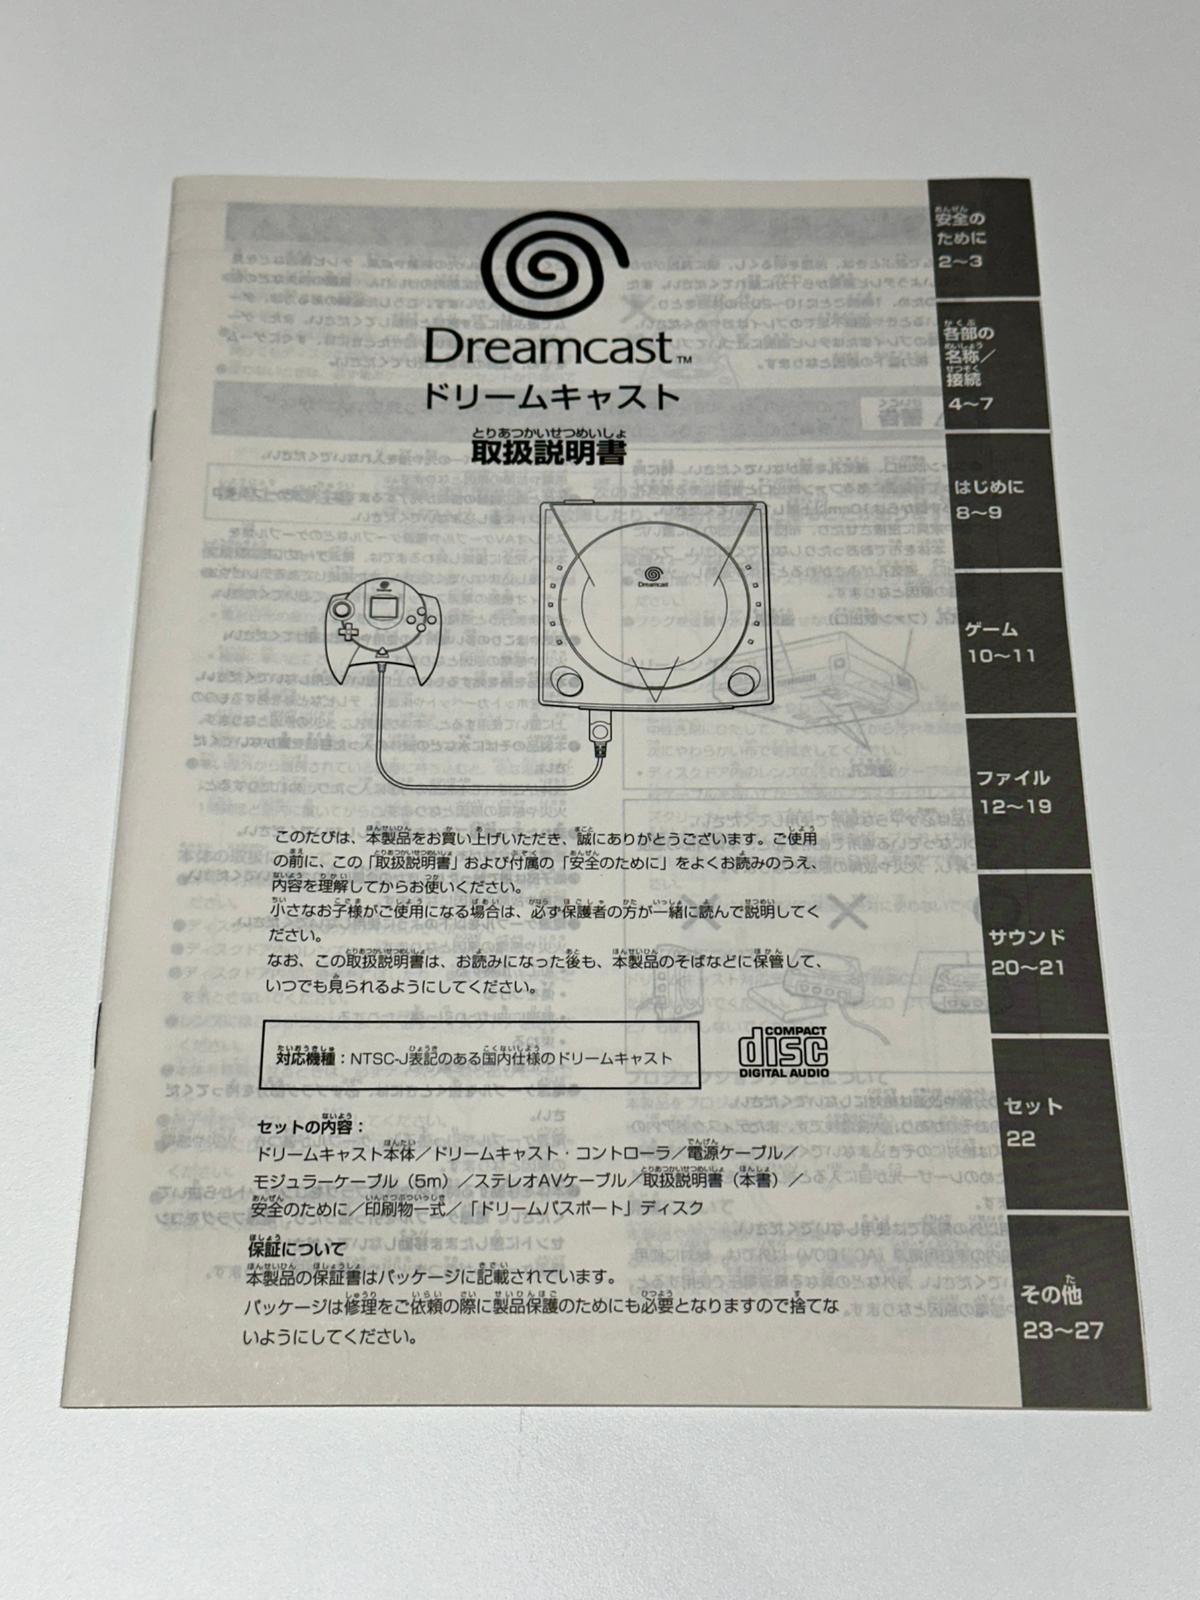 Dreamcast™
ドリームキャスト
とりあつかいせつめいしょ
取扱説明書
Dreamcast
このたびは、本製品をお買い上げいただき、誠にありがとうございます。ご使用
の前に、この「取扱説明書」および付属の「安全のために」をよくお読みのうえ、
内容を理解してからお使いください。
小さなお子様がご使用になる場合は、必ず保護者の方が一緒に読んで説明してく
ださい。
なお、この取扱説明書は、お読みになった後も、本製品のそばなどに保管して、
いつでも見られるようにしてください。
対応機種：NTSC-J表記のある国内仕様のドリームキャスト
COMPACT
disc
DIGITAL AUDIO
セットの内容：
ドリームキャスト本体／ドリームキャスト・コントローラ／電源ケーブル／
モジュラーケーブル（5m）／ステレオAVケーブル／取扱説明書（本書）／
安全のために／印刷物一式／「ドリームパスポート」ディスク
保証について
本製品の保証書はパッケージに記載されています。
パッケージは修理をご依頼の際に製品保護のためにも必要となりますので捨てな
いようにしてください。
安全の
ために
2〜3
各部の
名称／
接続
4〜7
はじめに
8〜9
ゲーム
10〜11
ファイル
12〜19
サウンド
20〜21
セット
22
その他
23〜27